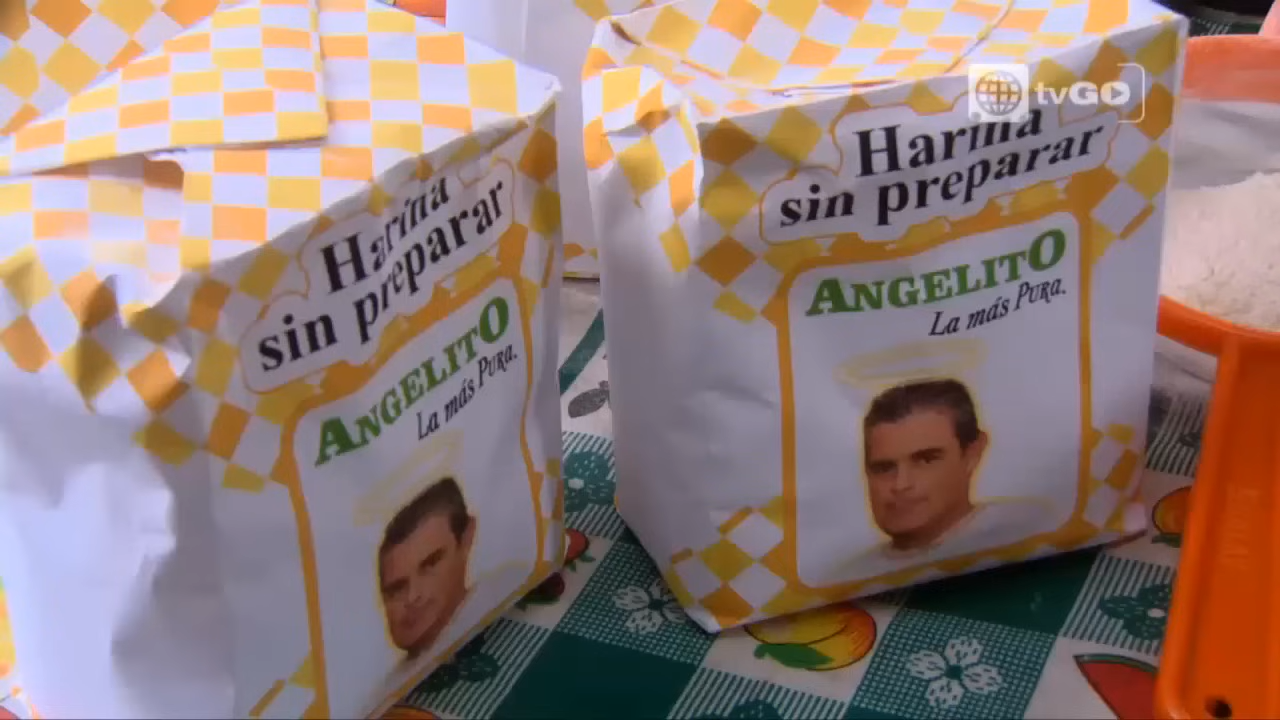 Harina
sin preparar
ANGELITO
La más PURA.
tvGO
Harina
sin preparar
ANGELITO
La más PURA.